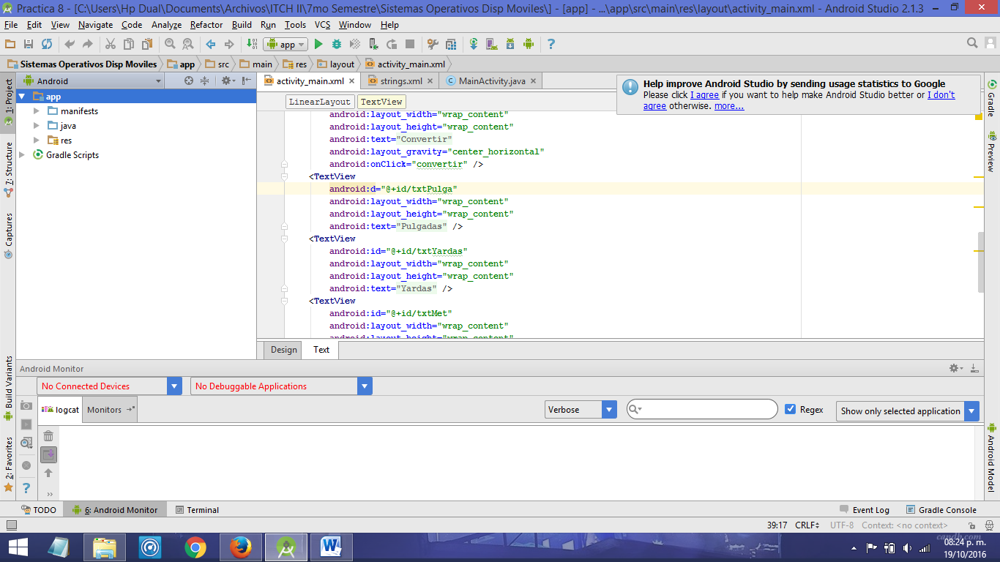 Practica 8 - [C:\Users\Hp Dual\Documents\Archivos\ITCH II\7mo Semestre\Sistemas Operativos Disp Moviles\] - [app] - ...\app\src\main\res\layout\activity_main.xml - Android Studio 2.1.3
File Edit View Navigate Code Analyze Refactor Build Run Tools VCS Window Help
app
Sistemas Operativos Disp Moviles app src main res layout activity_main.xml
Android
activity_main.xml strings.xml MainActivity.java
Help improve Android Studio by sending usage statistics to Google
Please click I agree if you want to help make Android Studio better or I don't
agree otherwise. more...
1: Project
7: Structure
Captures
Build Variants
2: Favorites
app
manifests
java
res
Gradle Scripts
LinearLayout TextView
android:layout_width="wrap_content"
android:layout_height="wrap_content"
android:text="Convertir"
android:layout_gravity="center_horizontal"
android:onClick="convertir" />
<TextView
android:d="@+id/txtPulga"
android:layout_width="wrap_content"
android:layout_height="wrap_content"
android:text="Pulgadas" />
<TextView
android:id="@+id/txtYardas"
android:layout_width="wrap_content"
android:layout_height="wrap_content"
android:text="Yardas" />
<TextView
android:id="@+id/txtMet"
android:layout_width="wrap_content"
android:layout_height="wrap_content"
Design Text
Gradle
Preview
Android Model
Android Monitor
No Connected Devices No Debuggable Applications
logcat Monitors Verbose Regex Show only selected application
TODO 6: Android Monitor Terminal Event Log Gradle Console
39:17 CRLF UTF-8 Context: <no context>
candb.com
08:24 p. m.
19/10/2016